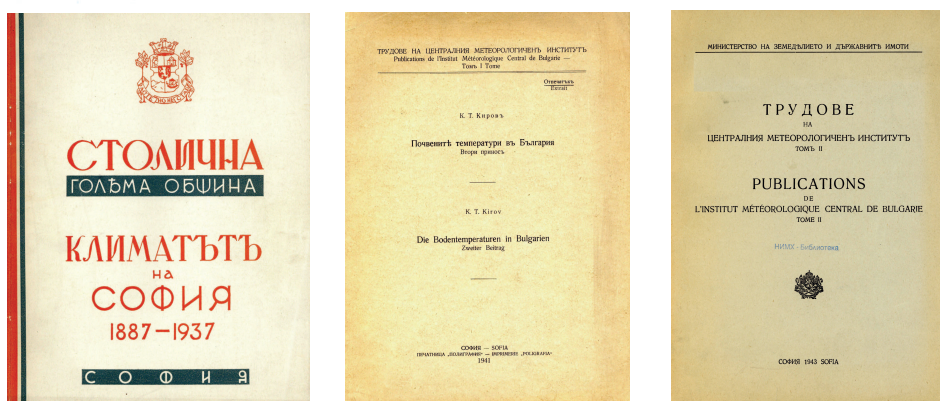 СТОЛИЧНА
ГОЛѢМА ОБЩИНА
КЛИМАТЪТЪ
на
СОФИЯ
1887–1937
СОФИЯ
ТРУДОВЕ НА ЦЕНТРАЛНИЯ МЕТЕОРОЛОГИЧЕНЪ ИНСТИТУТЪ
Publications de l'Institut Météorologique Central de Bulgarie —
Томъ I Tome
Отпечатъкъ
Extrait
К. Т. Кировъ
Почвенитѣ температури въ България
Втори приносъ
K. T. Kirov
Die Bodentemperaturen in Bulgarien
Zweiter Beitrag
СОФИЯ — SOFIA
ПЕЧАТНИЦА „ПОЛИГРАФИЯ“ — IMPRIMERIE „POLIGRAFIA“
1941
МИНИСТЕРСТВО НА ЗЕМЕДѢЛИЕТО И ДЪРЖАВНИТѢ ИМОТИ
ТРУДОВЕ
НА
ЦЕНТРАЛНИЯ МЕТЕОРОЛОГИЧЕНЪ ИНСТИТУТЪ
ТОМЪ II
PUBLICATIONS
DE
L'INSTITUT MÉTÉOROLOGIQUE CENTRAL DE BULGARIE
TOME II
НИМХ - Библиотека
СОФИЯ 1943 SOFIA